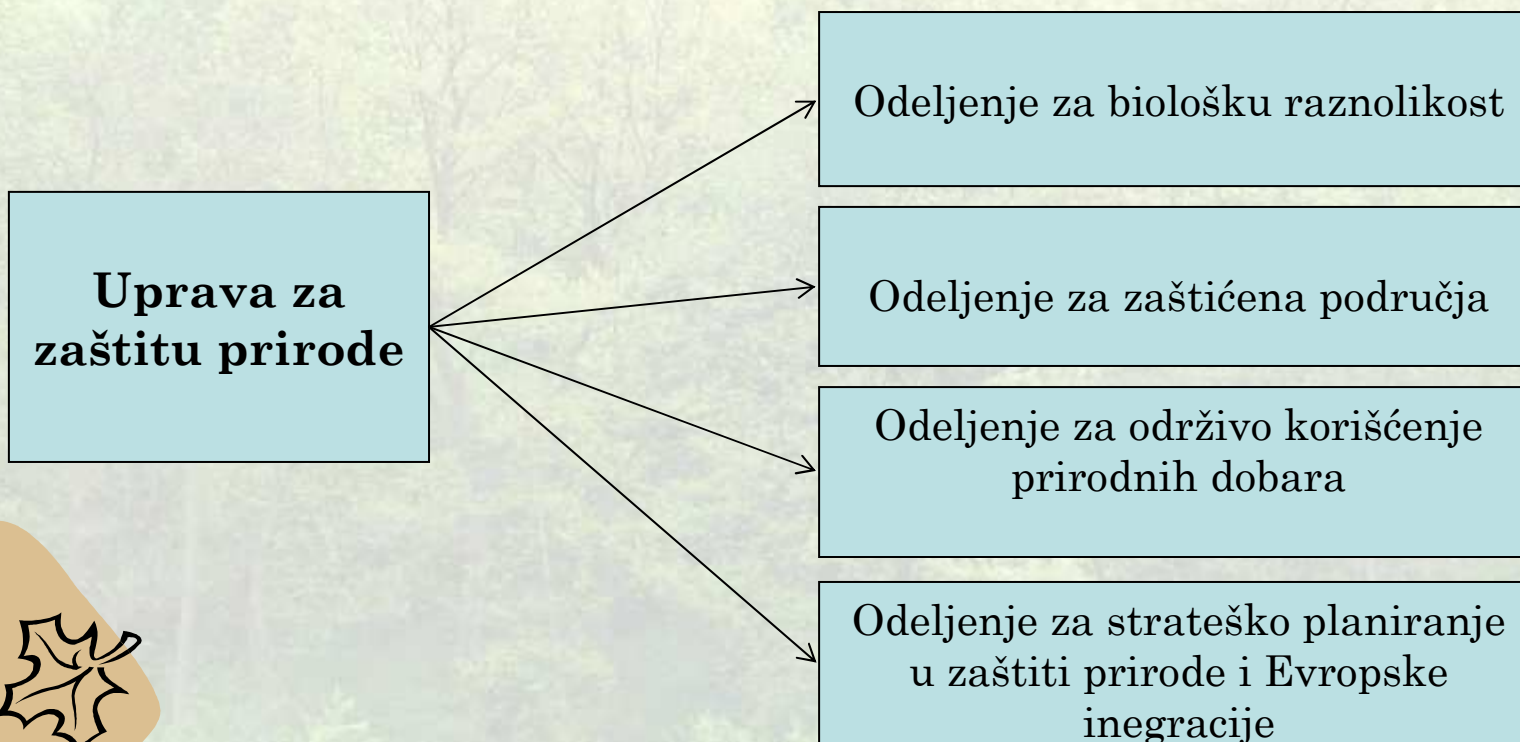 Uprava za
zaštitu prirode
Odeljenje za biološku raznolikost
Odeljenje za zaštićena područja
Odeljenje za održivo korišćenje
prirodnih dobara
Odeljenje za strateško planiranje
u zaštiti prirode i Evropske
inegracije